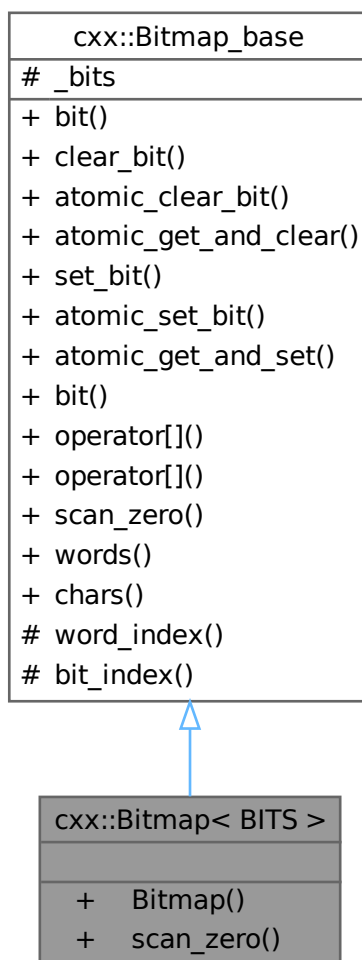 cxx::Bitmap_base
# _bits
+ bit()
+ clear_bit()
+ atomic_clear_bit()
+ atomic_get_and_clear()
+ set_bit()
+ atomic_set_bit()
+ atomic_get_and_set()
+ bit()
+ operator[]()
+ operator[]()
+ scan_zero()
+ words()
+ chars()
# word_index()
# bit_index()
cxx::Bitmap< BITS >
+ Bitmap()
+ scan_zero()